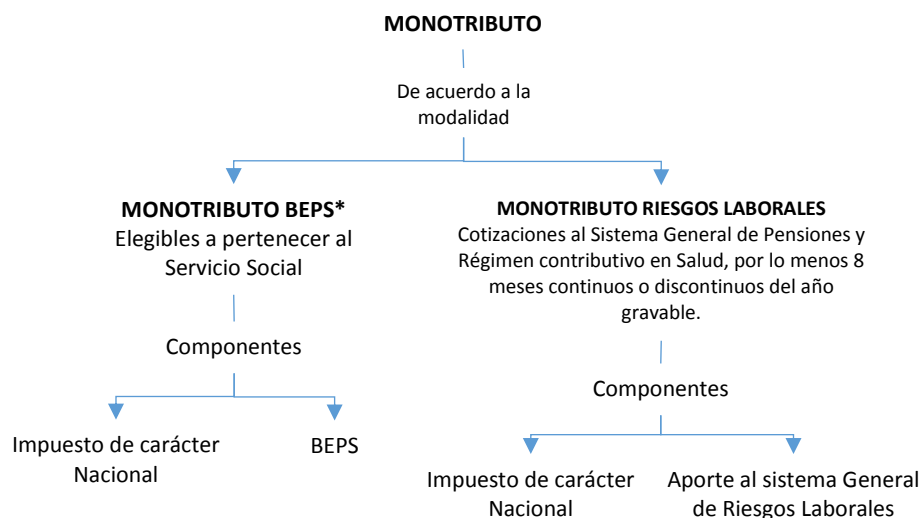 MONOTRIBUTO
De acuerdo a la
modalidad
MONOTRIBUTO BEPS*
Elegibles a pertenecer al
Servicio Social
Componentes
Impuesto de carácter
Nacional
BEPS
MONOTRIBUTO RIESGOS LABORALES
Cotizaciones al Sistema General de Pensiones y
Régimen contributivo en Salud, por lo menos 8
meses continuos o discontinuos del año
gravable.
Componentes
Impuesto de carácter
Nacional
Aporte al sistema General
de Riesgos Laborales